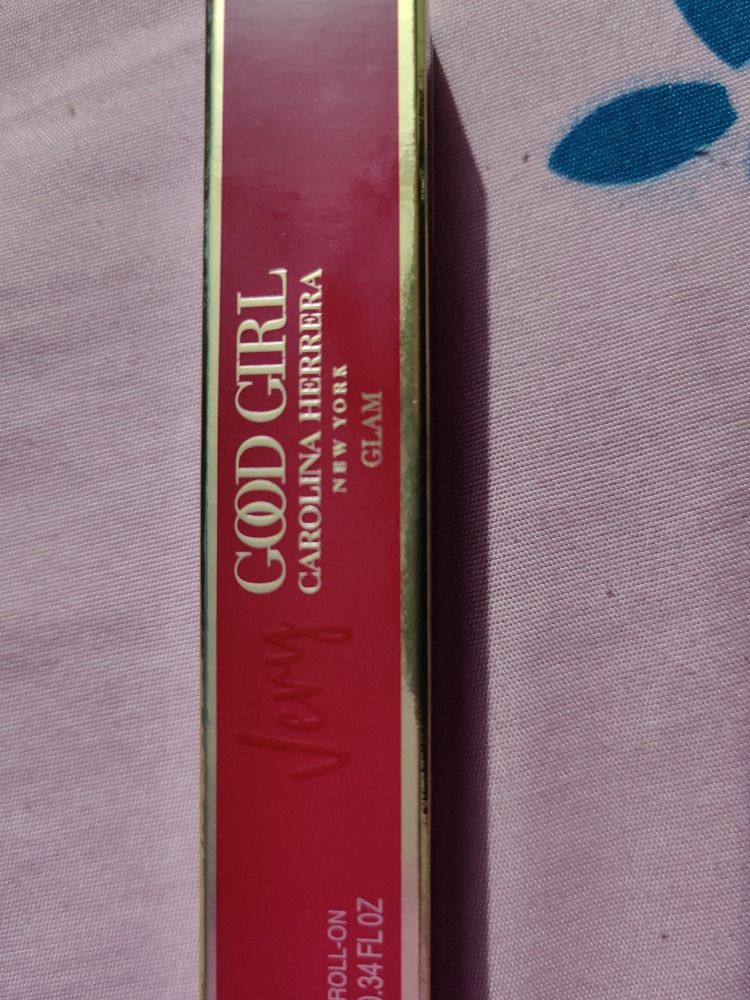 Very GOOD GIRL
CAROLINA HERRERA
NEW YORK
GLAM
ROLL-ON
0.34 FL OZ